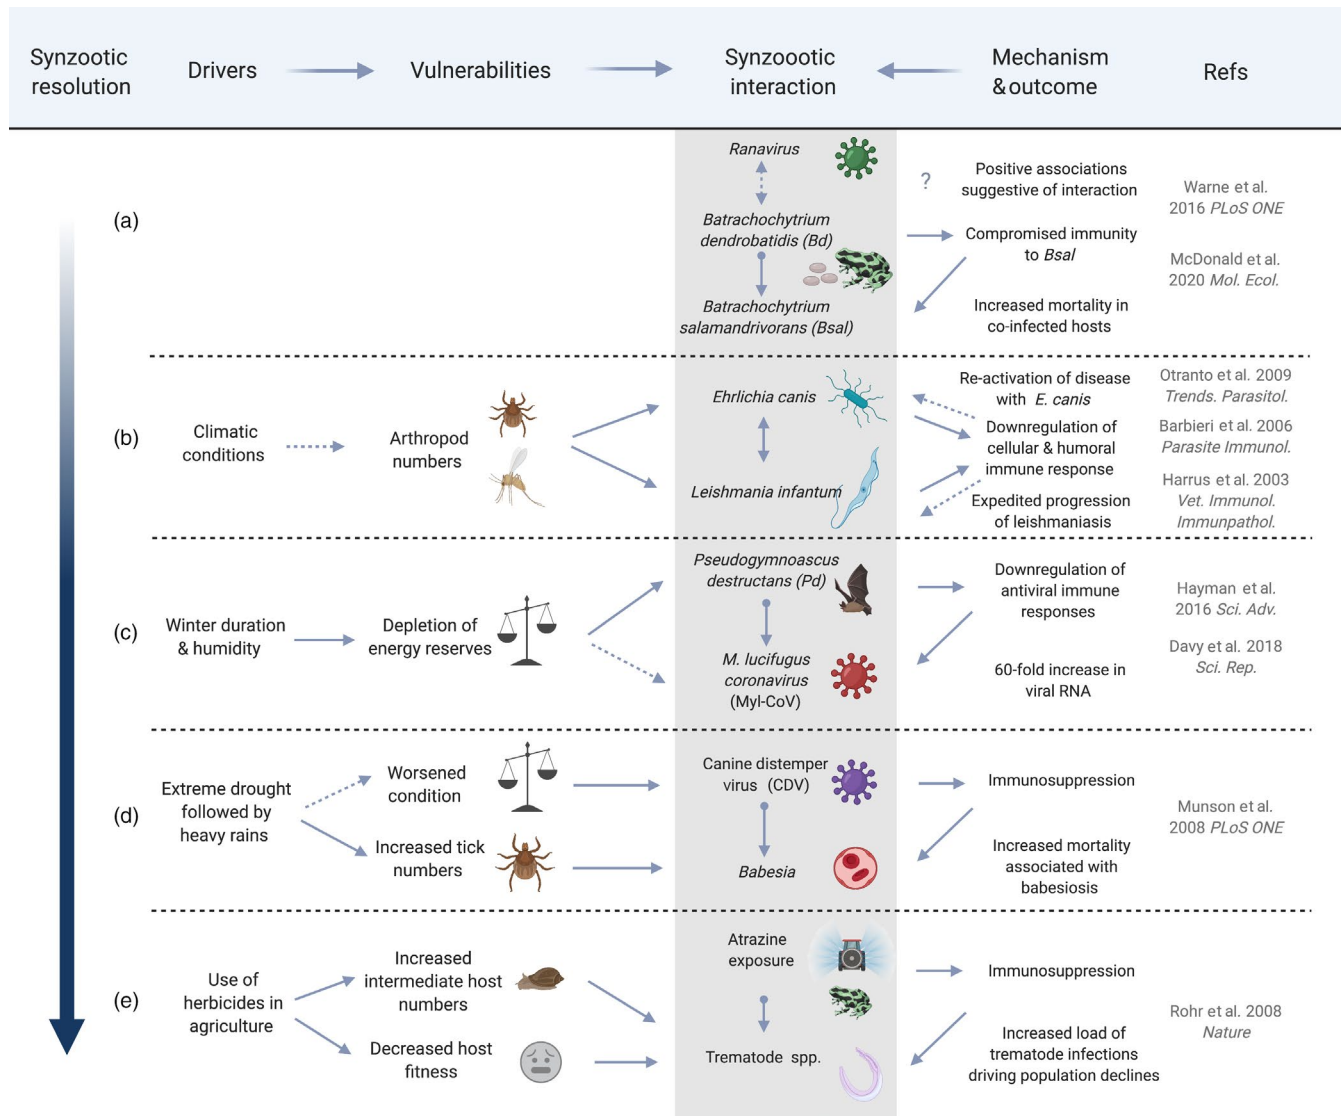 Synzootic
resolution
Drivers
Vulnerabilities
Synzoootic
interaction
Mechanism
& outcome
Refs
(a)
Ranavirus
Batrachochytrium
dendrobatidis (Bd)
Batrachochytrium
salamandrivorans (Bsal)
?
Positive associations
suggestive of interaction
Compromised immunity
to Bsal
Increased mortality in
co-infected hosts
Warne et al.
2016 PLoS ONE
McDonald et al.
2020 Mol. Ecol.
(b)
Climatic
conditions
Arthropod
numbers
Ehrlichia canis
Leishmania infantum
Re-activation of disease
with E. canis
Downregulation of
cellular & humoral
immune response
Expedited progression
of leishmaniasis
Otranto et al. 2009
Trends. Parasitol.
Barbieri et al. 2006
Parasite Immunol.
Harrus et al. 2003
Vet. Immunol.
Immunpathol.
(c)
Winter duration
& humidity
Depletion of
energy reserves
Pseudogymnoascus
destructans (Pd)
M. lucifugus
coronavirus
(Myl-CoV)
Downregulation of
antiviral immune
responses
60-fold increase in
viral RNA
Hayman et al.
2016 Sci. Adv.
Davy et al. 2018
Sci. Rep.
(d)
Extreme drought
followed by
heavy rains
Worsened
condition
Increased tick
numbers
Canine distemper
virus (CDV)
Babesia
Immunosuppression
Increased mortality
associated with
babesiosis
Munson et al.
2008 PLoS ONE
(e)
Use of
herbicides in
agriculture
Increased
intermediate host
numbers
Decreased host
fitness
Atrazine
exposure
Trematode spp.
Immunosuppression
Increased load of
trematode infections
driving population declines
Rohr et al. 2008
Nature